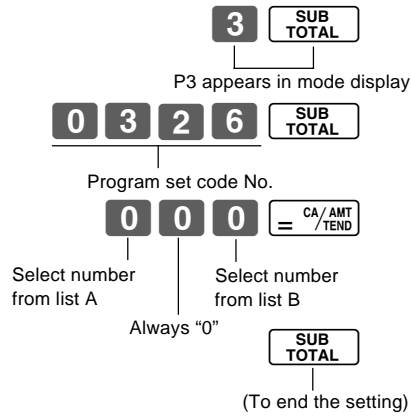 3 SUB TOTAL
P3 appears in mode display
0 3 2 6 SUB TOTAL
Program set code No.
0 0 0 = CA/AMT /TEND
Select number from list A
Select number from list B
Always “0”
SUB TOTAL
(To end the setting)